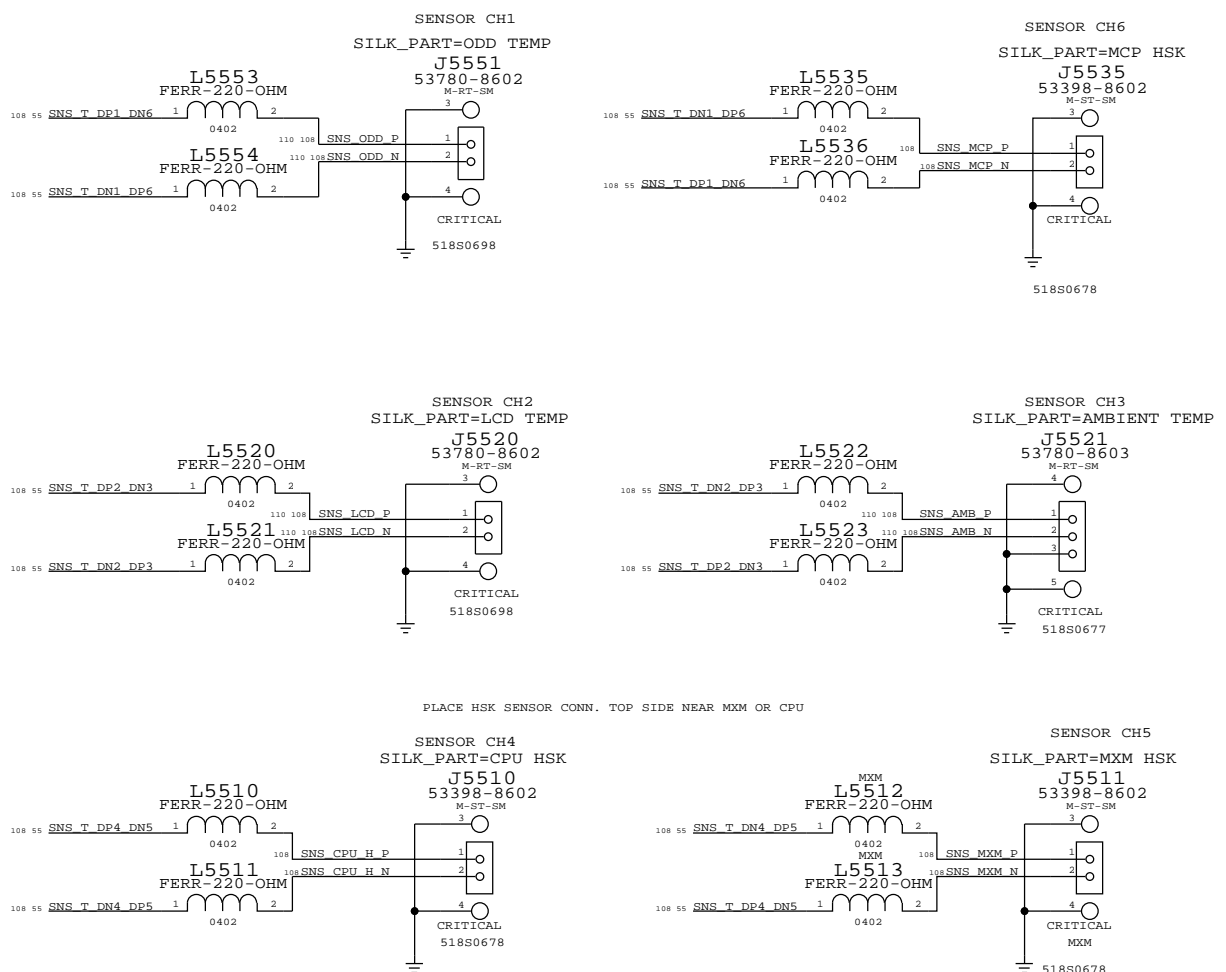 SENSOR CH1
SILK_PART=ODD TEMP
J5551
53780-8602
M-RT-SM
L5553
FERR-220-OHM
108 55 SNS_T_DP1_DN6 1 2
0402
3
110 108 SNS_ODD_P 1
L5554
FERR-220-OHM
110 108 SNS_ODD_N 2
108 55 SNS_T_DN1_DP6 1 2
0402
4
CRITICAL
518S0698
SENSOR CH6
SILK_PART=MCP HSK
J5535
53398-8602
M-ST-SM
L5535
FERR-220-OHM
108 55 SNS_T_DN1_DP6 1 2
0402
3
108 SNS_MCP_P 1
L5536
FERR-220-OHM
108 SNS_MCP_N 2
108 55 SNS_T_DP1_DN6 1 2
0402
4
CRITICAL
518S0678
SENSOR CH2
SILK_PART=LCD TEMP
J5520
53780-8602
M-RT-SM
L5520
FERR-220-OHM
108 55 SNS_T_DP2_DN3 1 2
0402
3
110 108 SNS_LCD_P 1
L5521
FERR-220-OHM
110 108 SNS_LCD_N 2
108 55 SNS_T_DN2_DP3 1 2
0402
4
CRITICAL
518S0698
SENSOR CH3
SILK_PART=AMBIENT TEMP
J5521
53780-8603
M-RT-SM
L5522
FERR-220-OHM
108 55 SNS_T_DN2_DP3 1 2
0402
4
110 108 SNS_AMB_P 1
L5523
FERR-220-OHM
110 108 SNS_AMB_N 2
3
108 55 SNS_T_DP2_DN3 1 2
0402
5
CRITICAL
518S0677
PLACE HSK SENSOR CONN. TOP SIDE NEAR MXM OR CPU
SENSOR CH4
SILK_PART=CPU HSK
J5510
53398-8602
M-ST-SM
L5510
FERR-220-OHM
108 55 SNS_T_DP4_DN5 1 2
0402
3
108 SNS_CPU_H_P 1
L5511
FERR-220-OHM
108 SNS_CPU_H_N 2
108 55 SNS_T_DN4_DP5 1 2
0402
4
CRITICAL
518S0678
SENSOR CH5
SILK_PART=MXM HSK
J5511
53398-8602
M-ST-SM
MXM
L5512
FERR-220-OHM
108 55 SNS_T_DN4_DP5 1 2
0402
3
108 SNS_MXM_P 1
MXM
L5513
FERR-220-OHM
108 SNS_MXM_N 2
108 55 SNS_T_DP4_DN5 1 2
0402
4
CRITICAL
MXM
518S0678